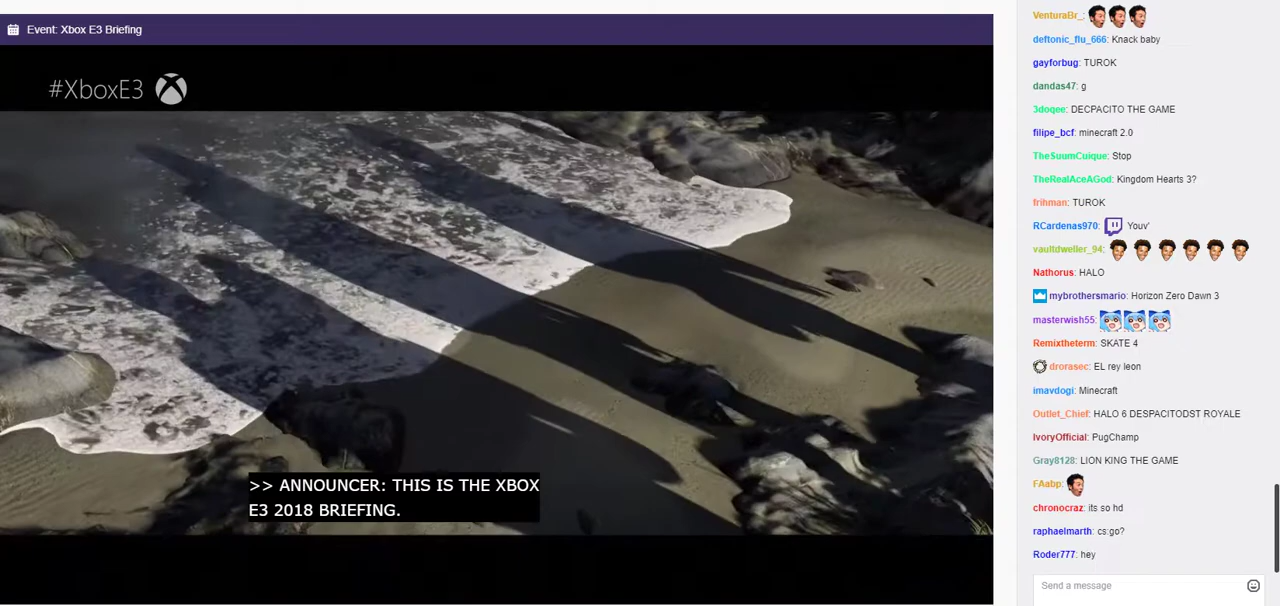 Event: Xbox E3 Briefing
#XboxE3
>> ANNOUNCER: THIS IS THE XBOX
E3 2018 BRIEFING.
VenturaBr_:
deftonic_flu_666: Knack baby
gayforbug: TUROK
dandas47: g
3doqee: DECPACITO THE GAME
filipe_bcf: minecraft 2.0
TheSuumCuique: Stop
TheRealAceAGod: Kingdom Hearts 3?
frihman: TUROK
RCardenas970: Youv'
vaultdweller_94:
Nathorus: HALO
mybrothersmario: Horizon Zero Dawn 3
masterwish55:
Remixtheterm: SKATE 4
drorasec: EL rey leon
imavdogi: Minecraft
Outlet_Chief: HALO 6 DESPACITODST ROYALE
IvoryOfficial: PugChamp
Gray8128: LION KING THE GAME
FAabp:
chronocraz: its so hd
raphaelmarth: cs:go?
Roder777: hey
Send a message